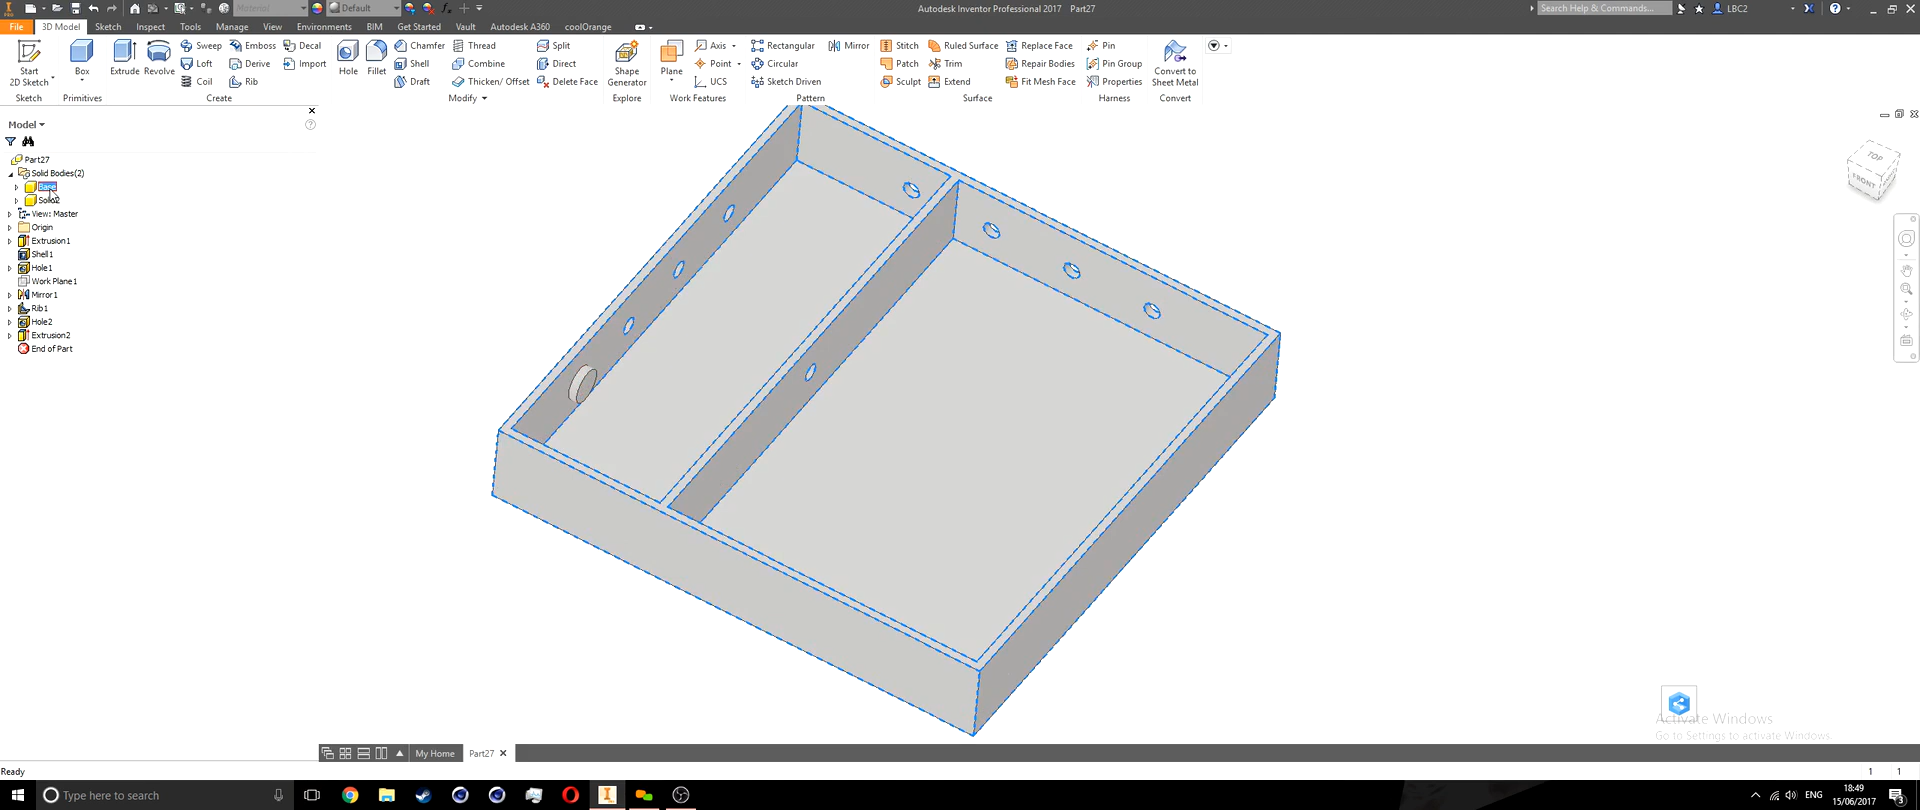 Material
Default
Autodesk Inventor Professional 2017 Part27
Search Help & Commands...
LBC2
File 3D Model Sketch Inspect Tools Manage View Environments BIM Get Started Vault Autodesk A360 coolOrange
Start
2D Sketch
Box
Extrude
Revolve
Sweep
Loft
Coil
Emboss
Derive
Rib
Decal
Import
Hole
Fillet
Chamfer
Shell
Draft
Thread
Combine
Thicken/ Offset
Split
Direct
Delete Face
Shape
Generator
Plane
Axis
Point
UCS
Rectangular
Circular
Sketch Driven
Mirror
Stitch
Patch
Sculpt
Ruled Surface
Trim
Extend
Replace Face
Repair Bodies
Fit Mesh Face
Pin
Pin Group
Properties
Convert to
Sheet Metal
Sketch Primitives Create Modify Explore Work Features Pattern Surface Harness Convert
Model
Part27
Solid Bodies(2)
Base
View: Master
Origin
Extrusion1
Shell1
Hole1
Work Plane1
Mirror1
Rib1
Hole2
Extrusion2
End of Part
TOP
FRONT
Activate Windows
Go to Settings to activate Windows.
My Home Part27
Ready
1 1
Type here to search
ENG
18:49
15/06/2017
3